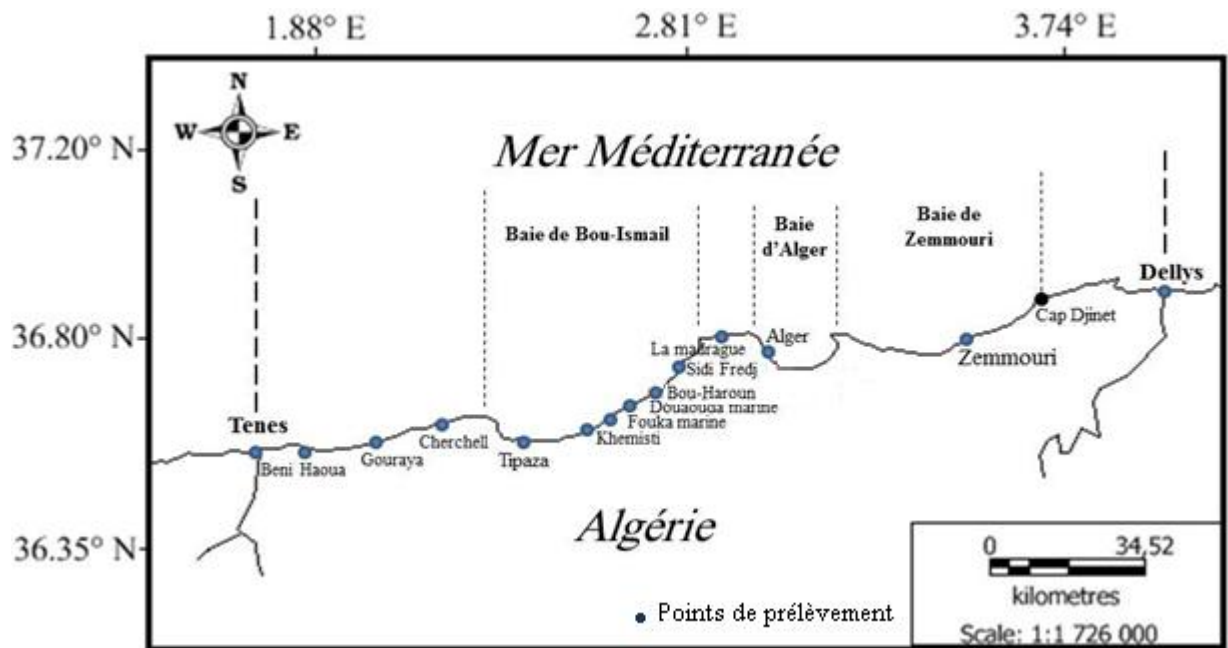 1.88° E
2.81° E
3.74° E
N
W
E
S
37.20° N
36.80° N
36.35° N
Mer Méditerranée
Baie de Bou-Ismail
Baie
d'Alger
Baie de
Zemmouri
Dellys
Cap Djinet
Zemmouri
Alger
La madrague
Sidi Fredj
Bou-Haroun
Douaouda marine
Fouka marine
Khemisti
Tipaza
Cherchell
Gouraya
Tenes
Beni Haoua
Algérie
Points de prélèvement
0 34,52
kilometres
Scale: 1:1 726 000